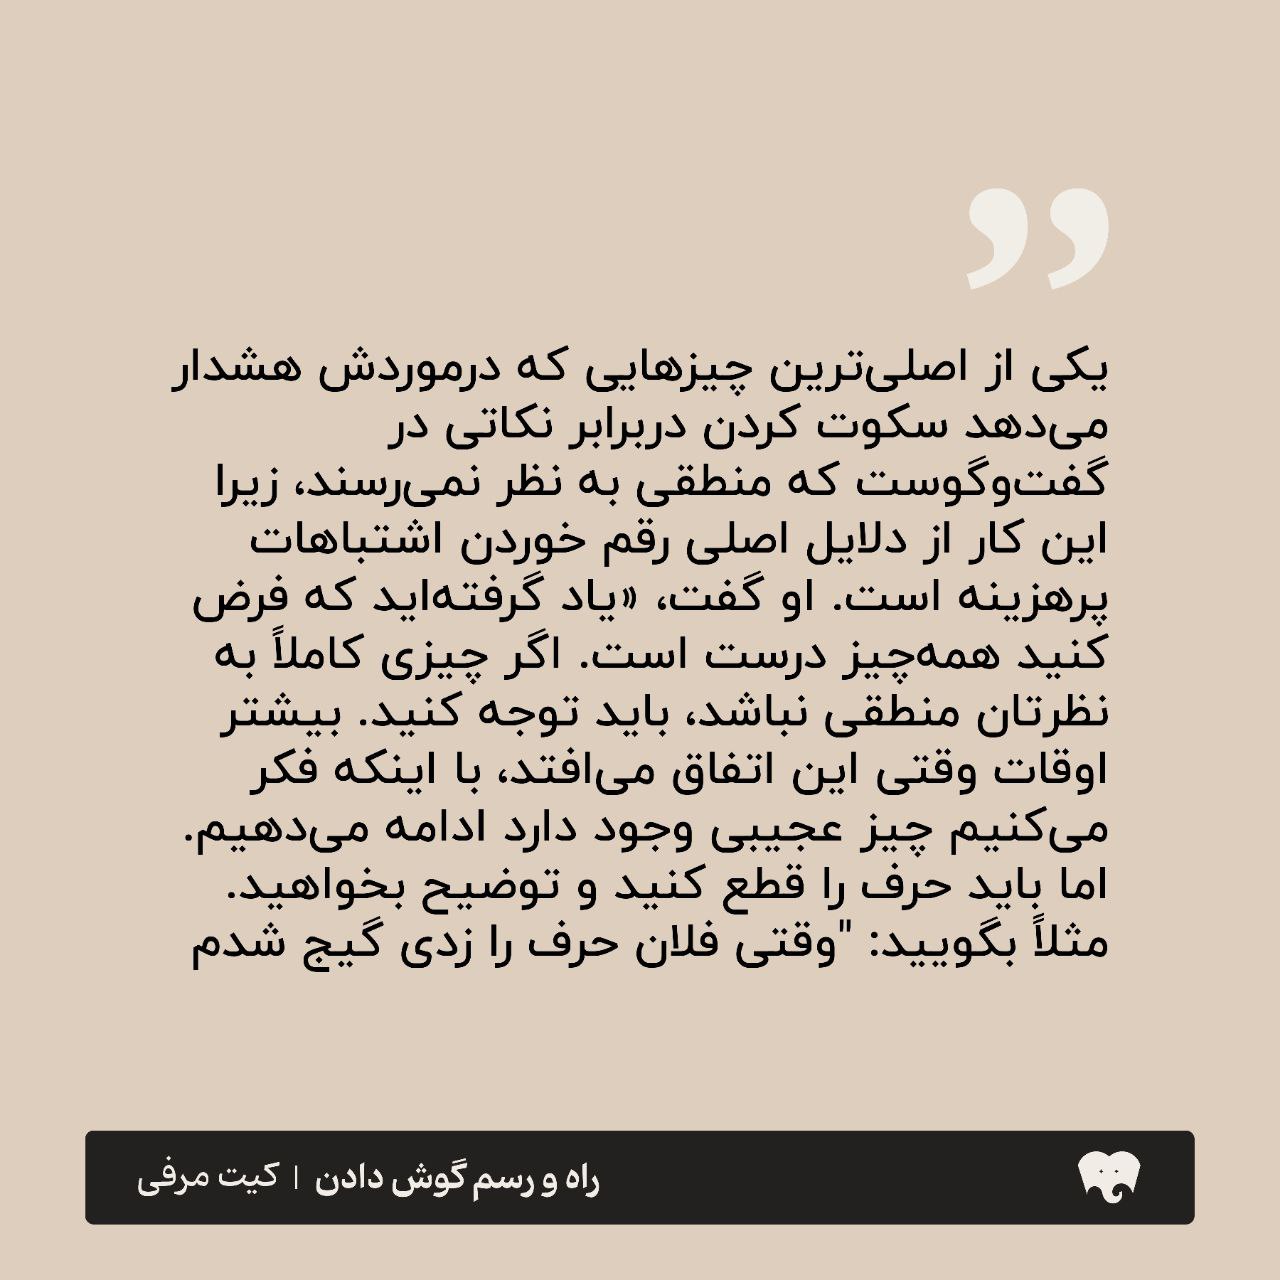 یکی از اصلی‌ترین چیزهایی که درموردش هشدار
می‌دهد سکوت کردن دربرابر نکاتی در
گفت‌وگوست که منطقی به نظر نمی‌رسند، زیرا
این کار از دلایل اصلی رقم خوردن اشتباهات
پرهزینه است. او گفت، «یاد گرفته‌اید که فرض
کنید همه‌چیز درست است. اگر چیزی کاملاً به
نظرتان منطقی نباشد، باید توجه کنید. بیشتر
اوقات وقتی این اتفاق می‌افتد، با اینکه فکر
می‌کنیم چیز عجیبی وجود دارد ادامه می‌دهیم.
اما باید حرف را قطع کنید و توضیح بخواهید.
مثلاً بگویید: "وقتی فلان حرف را زدی گیج شدم
راه و رسم گوش دادن | کیت مرفی